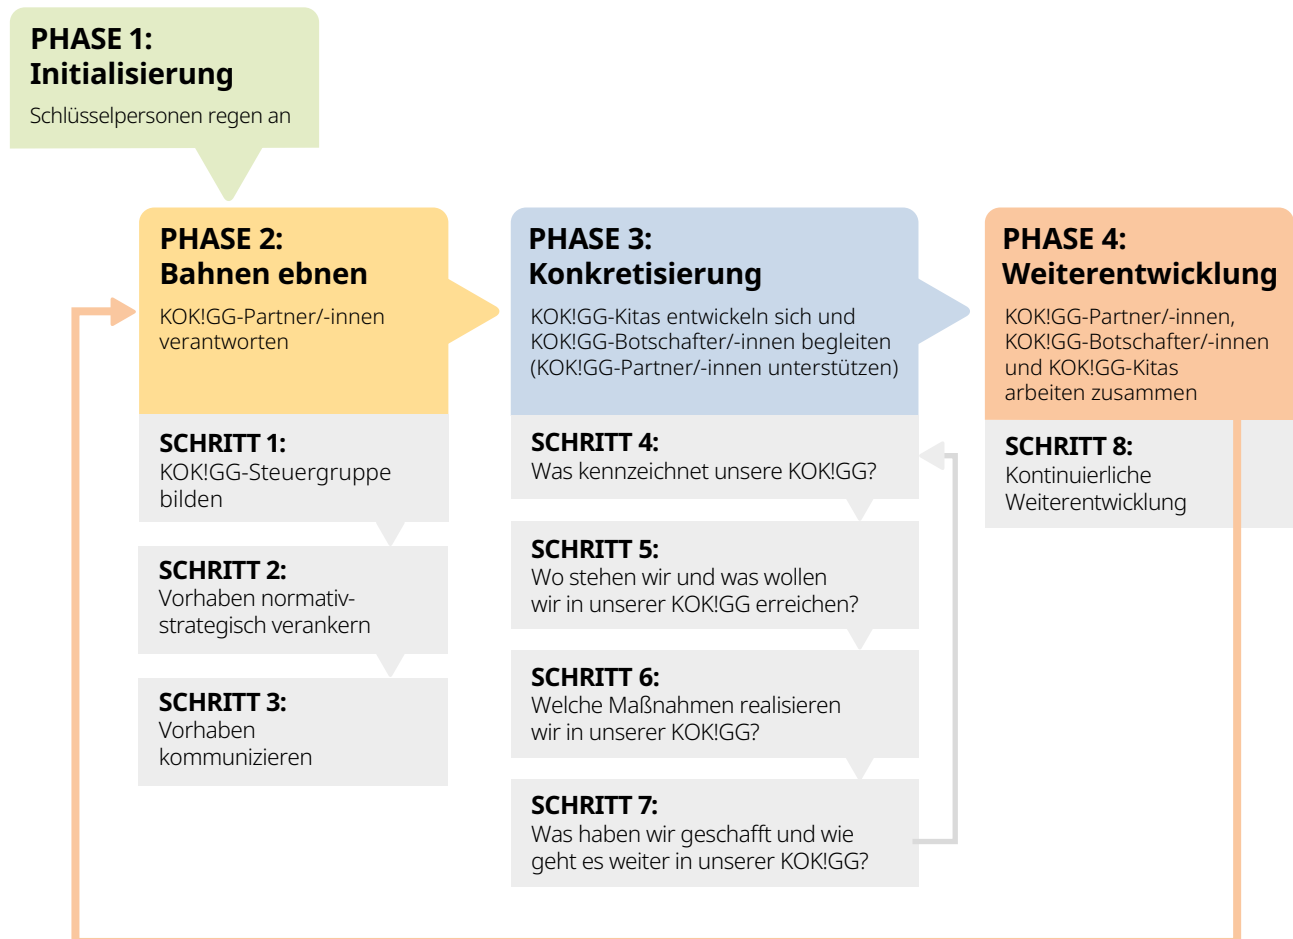 PHASE 1:
Initialisierung
Schlüsselpersonen regen an
PHASE 2:
Bahnen ebnen
KOK!GG-Partner/-innen
verantworten
SCHRITT 1:
KOK!GG-Steuergruppe
bilden
SCHRITT 2:
Vorhaben normativ-
strategisch verankern
SCHRITT 3:
Vorhaben
kommunizieren
PHASE 3:
Konkretisierung
KOK!GG-Kitas entwickeln sich und
KOK!GG-Botschafter/-innen begleiten
(KOK!GG-Partner/-innen unterstützen)
SCHRITT 4:
Was kennzeichnet unsere KOK!GG?
SCHRITT 5:
Wo stehen wir und was wollen
wir in unserer KOK!GG erreichen?
SCHRITT 6:
Welche Maßnahmen realisieren
wir in unserer KOK!GG?
SCHRITT 7:
Was haben wir geschafft und wie
geht es weiter in unserer KOK!GG?
PHASE 4:
Weiterentwicklung
KOK!GG-Partner/-innen,
KOK!GG-Botschafter/-innen
und KOK!GG-Kitas
arbeiten zusammen
SCHRITT 8:
Kontinuierliche
Weiterentwicklung